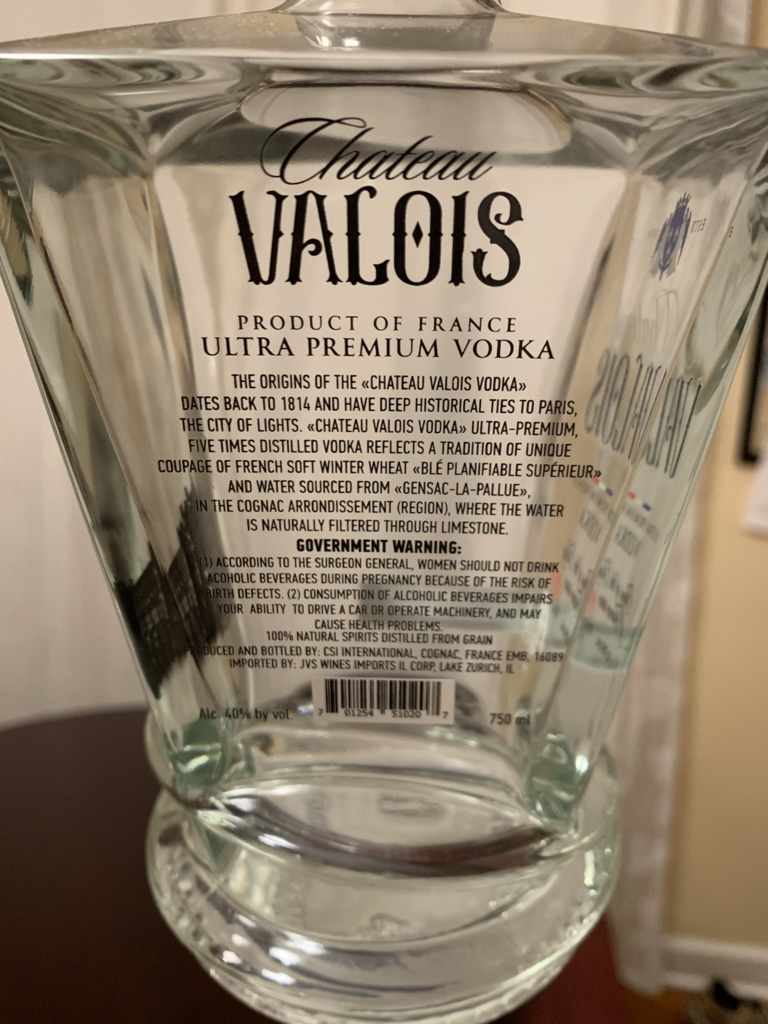 Chateau
VALOIS
PRODUCT OF FRANCE
ULTRA PREMIUM VODKA
THE ORIGINS OF THE «CHATEAU VALOIS VODKA»
DATES BACK TO 1814 AND HAVE DEEP HISTORICAL TIES TO PARIS,
THE CITY OF LIGHTS. «CHATEAU VALOIS VODKA» ULTRA-PREMIUM,
FIVE TIMES DISTILLED VODKA REFLECTS A TRADITION OF UNIQUE
COUPAGE OF FRENCH SOFT WINTER WHEAT «BLÉ PLANIFIABLE SUPÉRIEUR»
AND WATER SOURCED FROM «GENSAC-LA-PALLUE»,
IN THE COGNAC ARRONDISSEMENT (REGION), WHERE THE WATER
IS NATURALLY FILTERED THROUGH LIMESTONE.
GOVERNMENT WARNING:
(1) ACCORDING TO THE SURGEON GENERAL, WOMEN SHOULD NOT DRINK
ACOHOLIC BEVERAGES DURING PREGNANCY BECAUSE OF THE RISK OF
BIRTH DEFECTS. (2) CONSUMPTION OF ALCOHOLIC BEVERAGES IMPAIRS
YOUR ABILITY TO DRIVE A CAR OR OPERATE MACHINERY, AND MAY
CAUSE HEALTH PROBLEMS.
100% NATURAL SPIRITS DISTILLED FROM GRAIN
PRODUCED AND BOTTLED BY: CSI INTERNATIONAL, COGNAC, FRANCE EMB, 16089
IMPORTED BY: JVS WINES IMPORTS IL CORP, LAKE ZURICH, IL
Alc. 40% by vol.
7 01254 51020 7
750 ml
VALOIS
VODKA